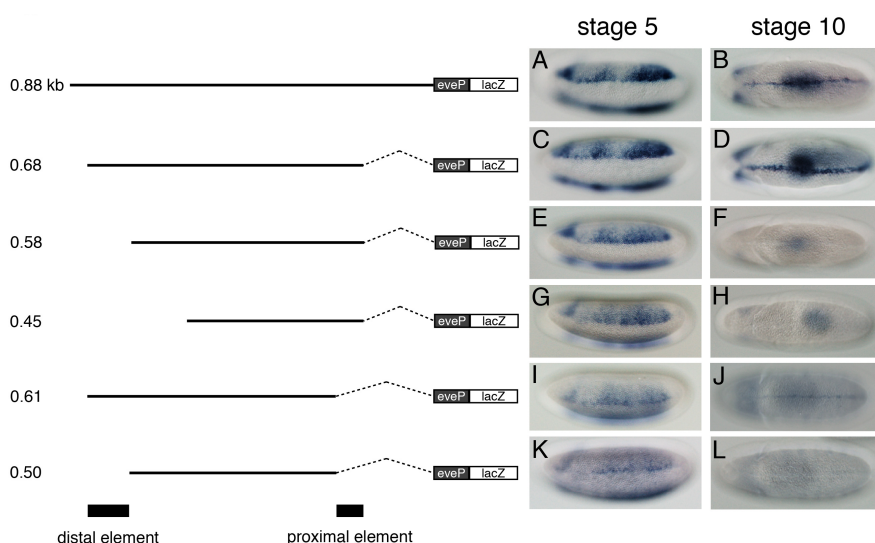 stage 5 stage 10
0.88 kb eveP lacZ A B
0.68 eveP lacZ C D
0.58 eveP lacZ E F
0.45 eveP lacZ G H
0.61 eveP lacZ I J
0.50 eveP lacZ K L
distal element proximal element